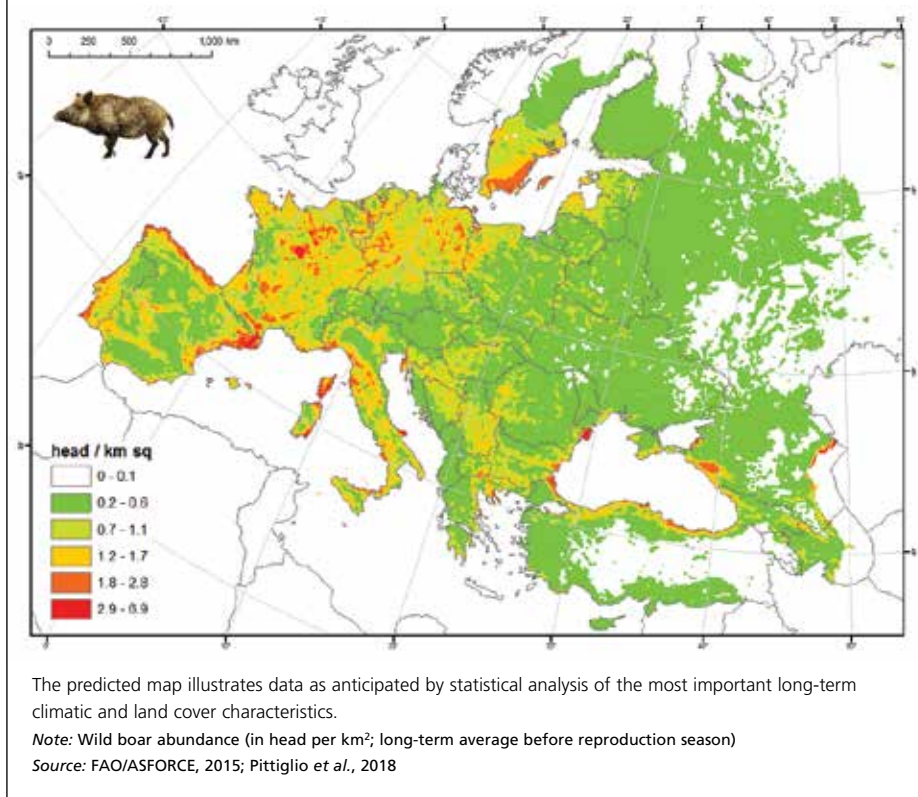 0 250 500 1,000 km
head / km sq
0 - 0.1
0.2 - 0.6
0.7 - 1.1
1.2 - 1.7
1.8 - 2.8
2.9 - 6.9
The predicted map illustrates data as anticipated by statistical analysis of the most important long-term
climatic and land cover characteristics.
Note: Wild boar abundance (in head per km²; long-term average before reproduction season)
Source: FAO/ASFORCE, 2015; Pittiglio et al., 2018